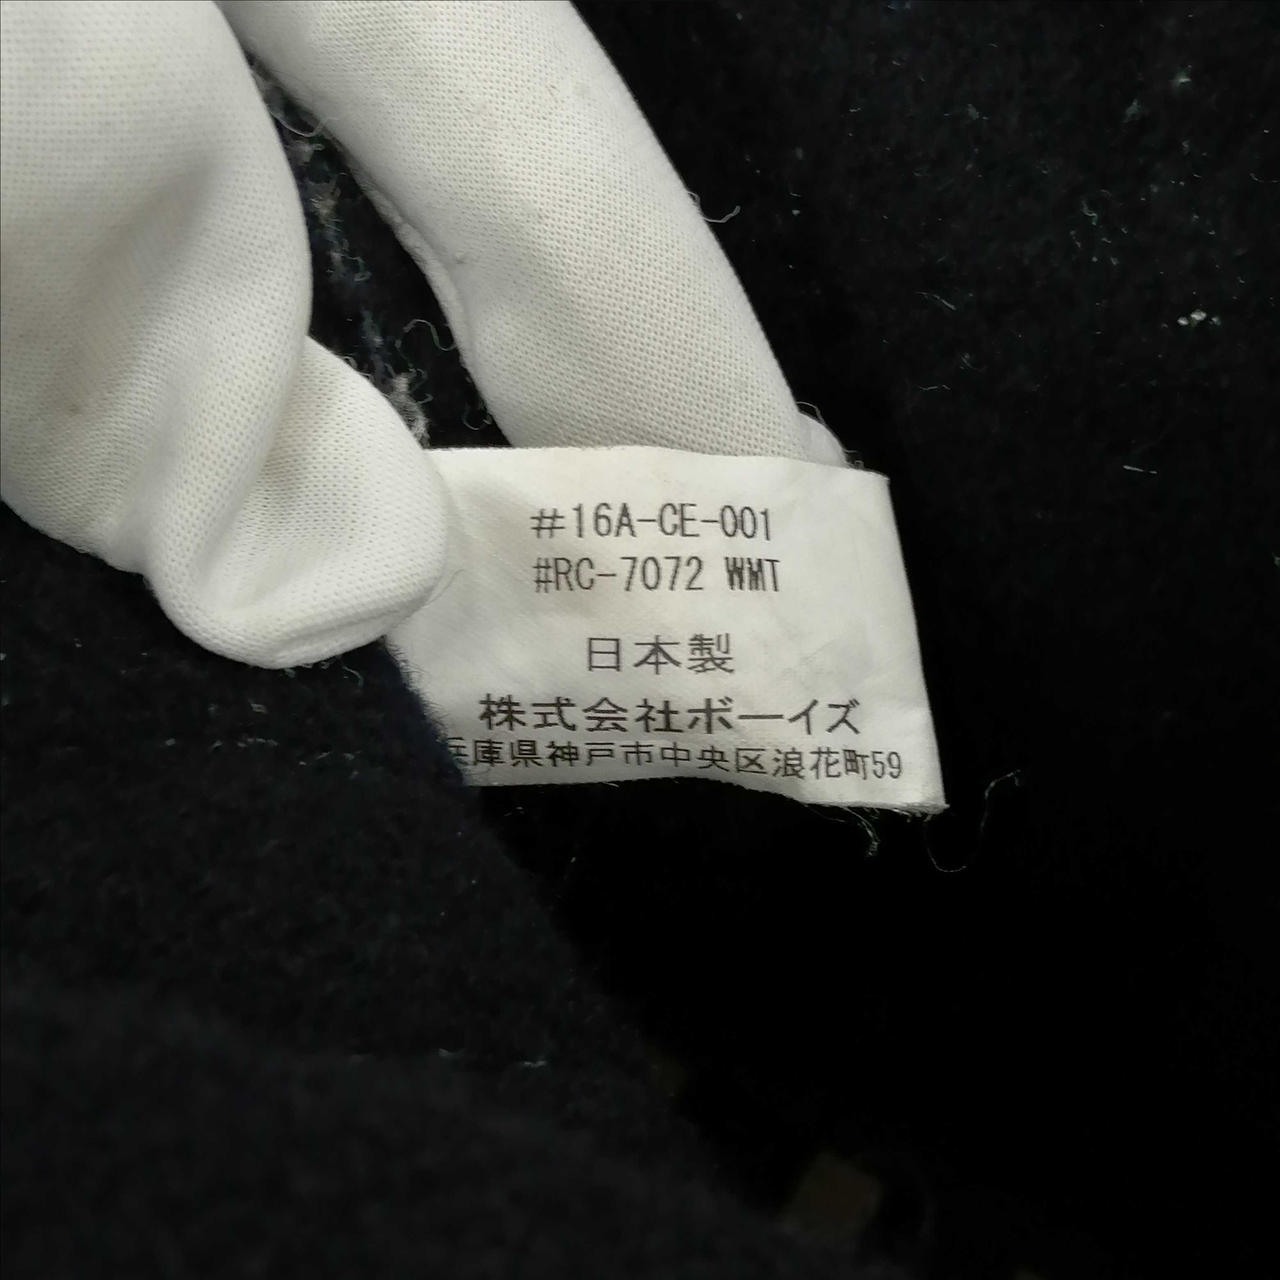 #16A-CE-001
#RC-7072 WMT
日本製
株式会社ボーイズ
兵庫県神戸市中央区浪花町59